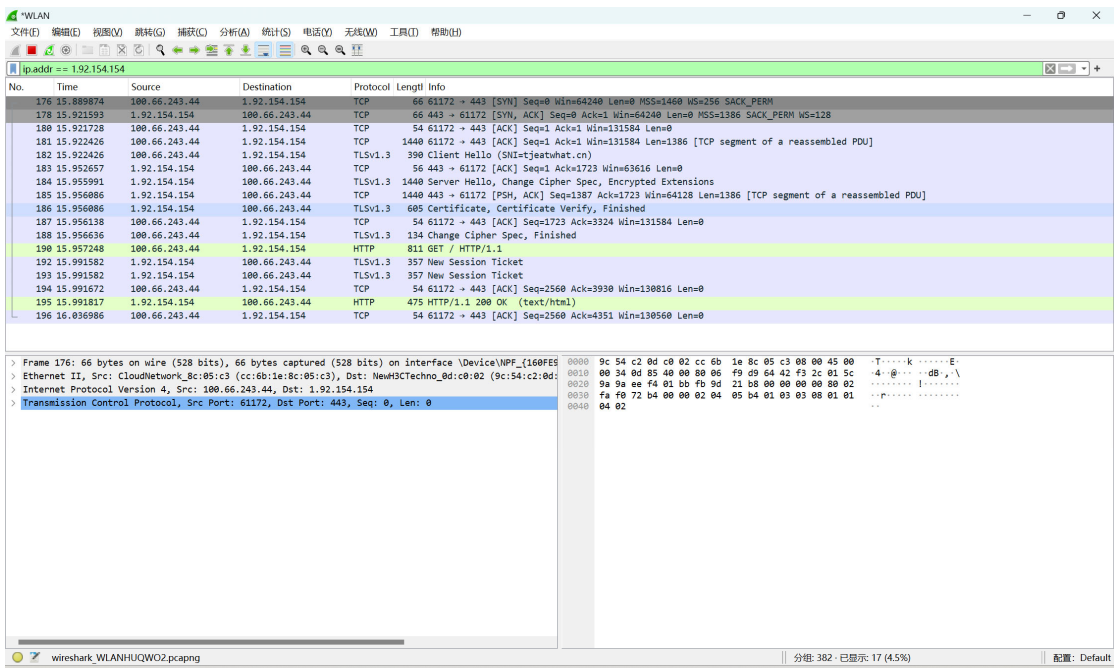 *WLAN
文件(F) 编辑(E) 视图(V) 跳转(G) 捕获(C) 分析(A) 统计(S) 电话(Y) 无线(W) 工具(T) 帮助(H)
ip.addr == 1.92.154.154
No. Time Source Destination Protocol Lengtl Info
176 15.889874 100.66.243.44 1.92.154.154 TCP 66 61172 → 443 [SYN] Seq=0 Win=64240 Len=0 MSS=1460 WS=256 SACK_PERM
178 15.921593 1.92.154.154 100.66.243.44 TCP 66 443 → 61172 [SYN, ACK] Seq=0 Ack=1 Win=64240 Len=0 MSS=1386 SACK_PERM WS=128
180 15.921728 100.66.243.44 1.92.154.154 TCP 54 61172 → 443 [ACK] Seq=1 Ack=1 Win=131584 Len=0
181 15.922426 100.66.243.44 1.92.154.154 TCP 1440 61172 → 443 [ACK] Seq=1 Ack=1 Win=131584 Len=1386 [TCP segment of a reassembled PDU]
182 15.922426 100.66.243.44 1.92.154.154 TLSv1.3 390 Client Hello (SNI=tjeatwhat.cn)
183 15.952657 1.92.154.154 100.66.243.44 TCP 56 443 → 61172 [ACK] Seq=1 Ack=1723 Win=63616 Len=0
184 15.955991 1.92.154.154 100.66.243.44 TLSv1.3 1440 Server Hello, Change Cipher Spec, Encrypted Extensions
185 15.956086 1.92.154.154 100.66.243.44 TCP 1440 443 → 61172 [PSH, ACK] Seq=1387 Ack=1723 Win=64128 Len=1386 [TCP segment of a reassembled PDU]
186 15.956086 1.92.154.154 100.66.243.44 TLSv1.3 605 Certificate, Certificate Verify, Finished
187 15.956138 100.66.243.44 1.92.154.154 TCP 54 61172 → 443 [ACK] Seq=1723 Ack=3324 Win=131584 Len=0
188 15.956636 100.66.243.44 1.92.154.154 TLSv1.3 134 Change Cipher Spec, Finished
190 15.957248 100.66.243.44 1.92.154.154 HTTP 811 GET / HTTP/1.1
192 15.991582 1.92.154.154 100.66.243.44 TLSv1.3 357 New Session Ticket
193 15.991582 1.92.154.154 100.66.243.44 TLSv1.3 357 New Session Ticket
194 15.991672 100.66.243.44 1.92.154.154 TCP 54 61172 → 443 [ACK] Seq=2560 Ack=3930 Win=130816 Len=0
195 15.991817 1.92.154.154 100.66.243.44 HTTP 475 HTTP/1.1 200 OK (text/html)
196 16.036986 100.66.243.44 1.92.154.154 TCP 54 61172 → 443 [ACK] Seq=2560 Ack=4351 Win=130560 Len=0
Frame 176: 66 bytes on wire (528 bits), 66 bytes captured (528 bits) on interface \Device\NPF_{160FE9
Ethernet II, Src: CloudNetwork_8c:05:c3 (cc:6b:1e:8c:05:c3), Dst: NewH3CTechno_0d:c0:02 (9c:54:c2:0d:
Internet Protocol Version 4, Src: 100.66.243.44, Dst: 1.92.154.154
Transmission Control Protocol, Src Port: 61172, Dst Port: 443, Seq: 0, Len: 0
0000 9c 54 c2 0d c0 02 cc 6b 1e 8c 05 c3 08 00 45 00 ·T·····k ······E·
0010 00 34 0d 85 40 00 80 06 f9 d9 64 42 f3 2c 01 5c ·4··@··· ··dB·,·\
0020 9a 9a ee f4 01 bb fb 9d 21 b8 00 00 00 00 80 02 ········ !·······
0030 fa f0 72 b4 00 00 02 04 05 b4 01 03 03 08 01 01 ··r····· ········
0040 04 02 ··
wireshark_WLANHUQWO2.pcapng 分组: 382 · 已显示: 17 (4.5%) 配置: Default